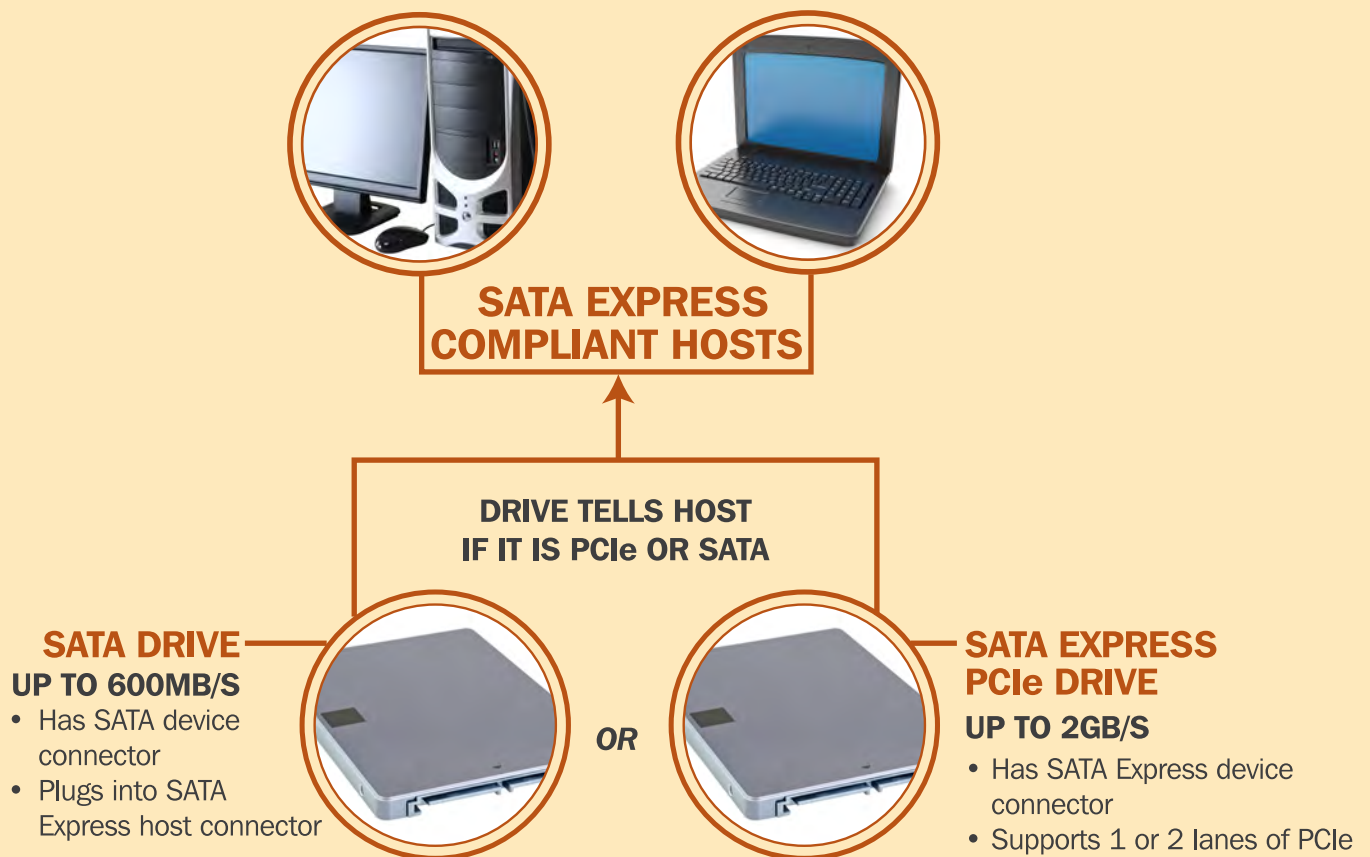 SATA EXPRESS
COMPLIANT HOSTS
DRIVE TELLS HOST
IF IT IS PCIe OR SATA
SATA DRIVE
UP TO 600MB/S
• Has SATA device
connector
• Plugs into SATA
Express host connector
OR
SATA EXPRESS
PCIe DRIVE
UP TO 2GB/S
• Has SATA Express device
connector
• Supports 1 or 2 lanes of PCIe